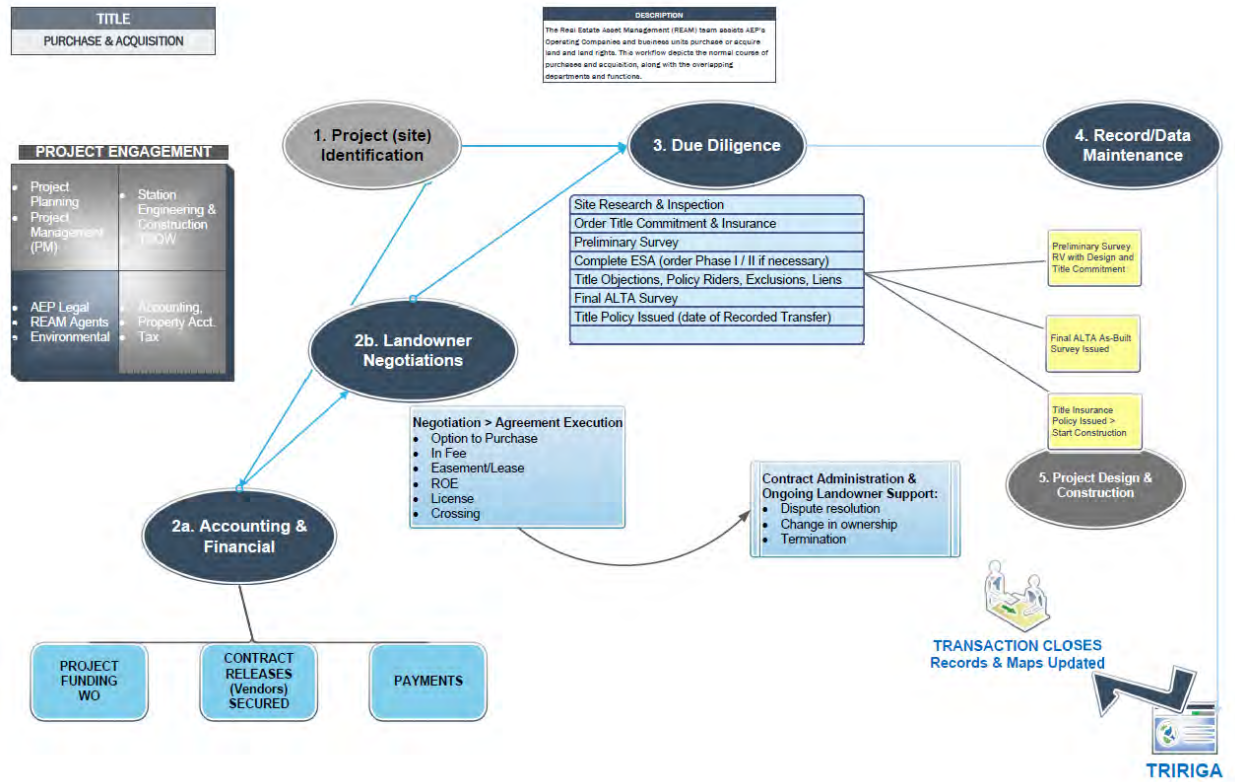 TITLE
PURCHASE & ACQUISITION
DESCRIPTION
The Real Estate Asset Management (REAM) team assists AEP's
Operating Companies and business units purchase or acquire
land and land rights. This workflow depicts the normal course of
purchases and acquisition, along with the overlapping
departments and functions.
1. Project (site)
Identification
3. Due Diligence
4. Record/Data
Maintenance
PROJECT ENGAGEMENT
• Project
Planning
• Project
Management
(PM)
• Station
Engineering &
Construction
• AEP Legal
• REAM Agents
• Environmental
• Accounting,
• Property Acct.
• Tax
Site Research & Inspection
Order Title Commitment & Insurance
Preliminary Survey
Complete ESA (order Phase I / II if necessary)
Title Objections, Policy Riders, Exclusions, Liens
Final ALTA Survey
Title Policy Issued (date of Recorded Transfer)
Preliminary Survey
RV with Design and
Title Commitment
Final ALTA As-Built
Survey Issued
Title Insurance
Policy Issued >
Start Construction
5. Project Design &
Construction
2b. Landowner
Negotiations
Negotiation > Agreement Execution
• Option to Purchase
• In Fee
• Easement/Lease
• ROE
• License
• Crossing
Contract Administration &
Ongoing Landowner Support:
• Dispute resolution
• Change in ownership
• Termination
2a. Accounting &
Financial
PROJECT
FUNDING
WO
CONTRACT
RELEASES
(Vendors)
SECURED
PAYMENTS
TRANSACTION CLOSES
Records & Maps Updated
TRIRIGA